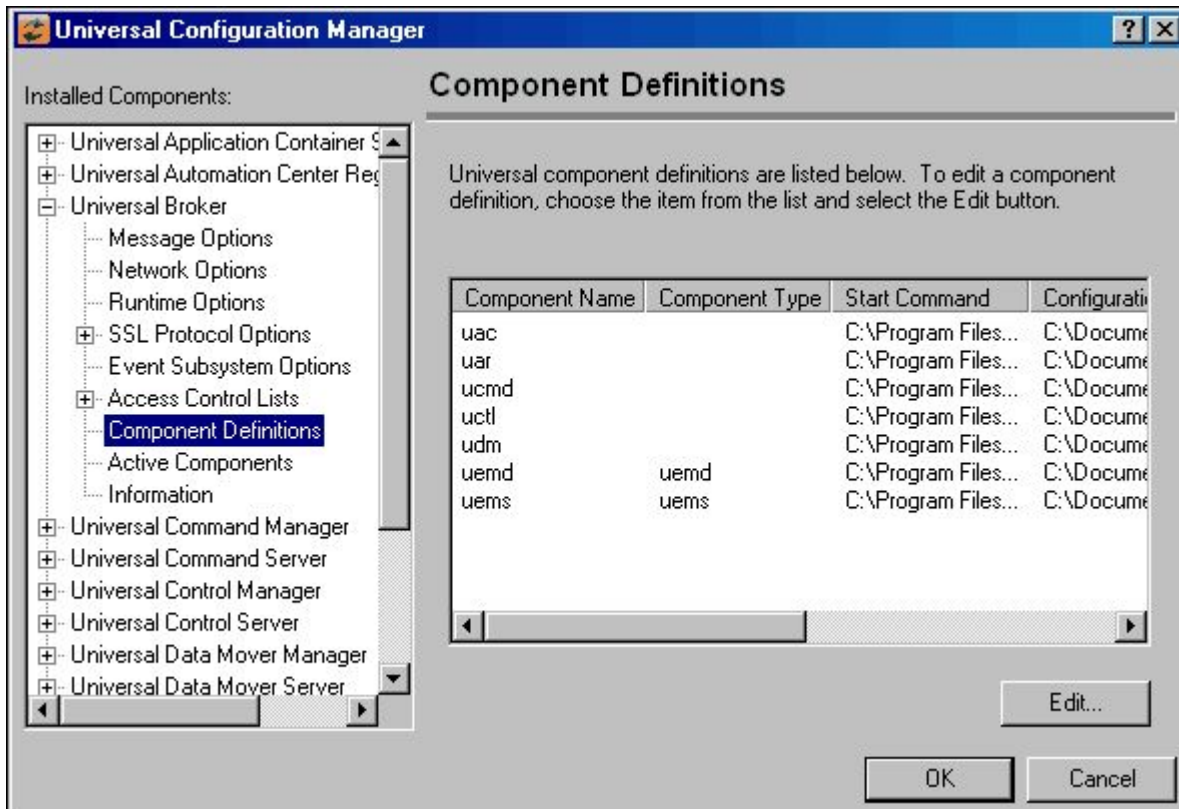 Universal Configuration Manager
Installed Components:
Universal Application Container S
Universal Automation Center Reg
Universal Broker
Message Options
Network Options
Runtime Options
SSL Protocol Options
Event Subsystem Options
Access Control Lists
Component Definitions
Active Components
Information
Universal Command Manager
Universal Command Server
Universal Control Manager
Universal Control Server
Universal Data Mover Manager
Universal Data Mover Server
Component Definitions
Universal component definitions are listed below. To edit a component
definition, choose the item from the list and select the Edit button.
Component Name Component Type Start Command Configurati
uac C:\Program Files... C:\Docume
uar C:\Program Files... C:\Docume
ucmd C:\Program Files... C:\Docume
uctl C:\Program Files... C:\Docume
udm C:\Program Files... C:\Docume
uemd uemd C:\Program Files... C:\Docume
uems uems C:\Program Files... C:\Docume
Edit...
OK Cancel